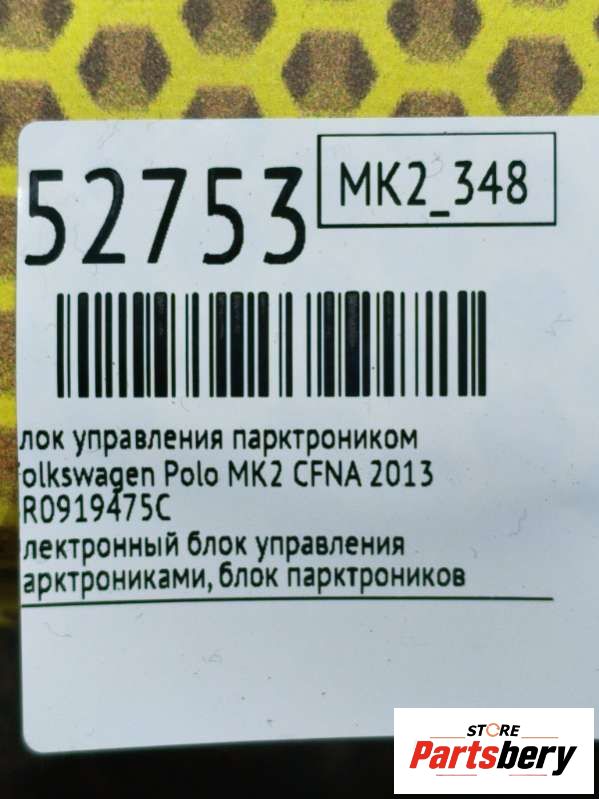 52753
MK2_348
лок управления парктроником
olkswagen Polo MK2 CFNA 2013
R0919475C
лектронный блок управления
арктрониками, блок парктроников
STORE
Partsbery